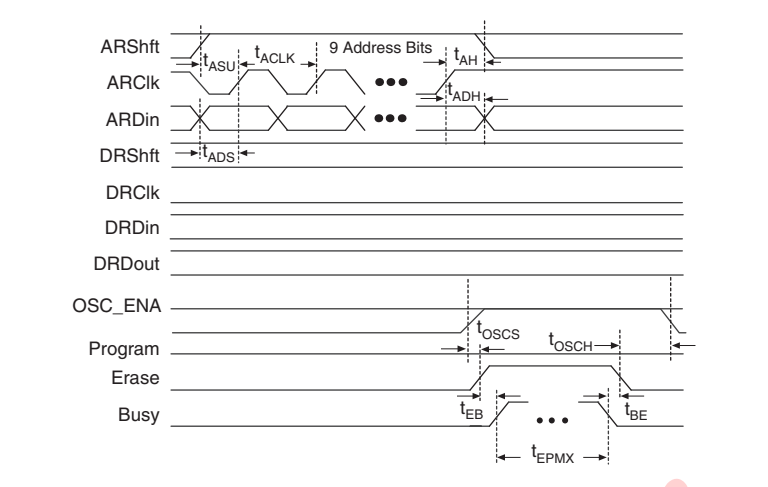 ARShft
tASU
tACLK
9 Address Bits
tAH
ARClk
tADH
ARDin
DRShft
tADS
DRClk
DRDin
DRDout
OSC_ENA
tOSCS
tOSCH
Program
Erase
tEB
tBE
Busy
tEPMX